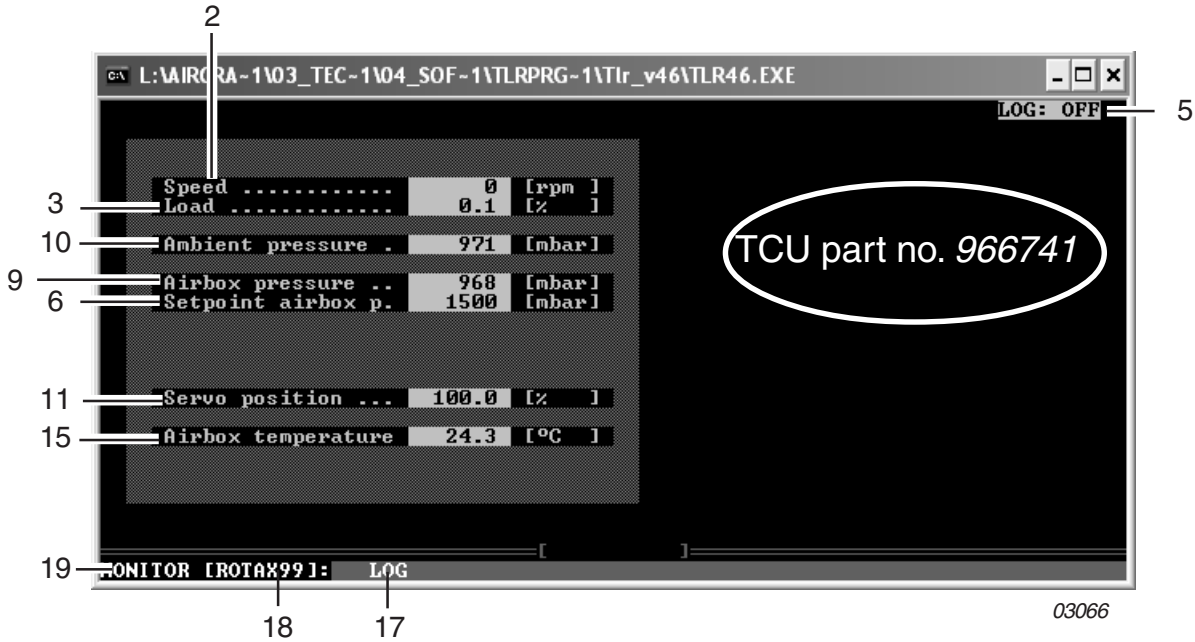 2
L:\AIRCRA~1\03_TEC~1\04_SOF~1\TLRPRG~1\Tlr_v46\TLR46.EXE
LOG: OFF 5
Speed ............ 0 [rpm ]
3 Load ............. 0.1 [% ]
10 Ambient pressure . 971 [mbar]
TCU part no. 966741
9 Airbox pressure .. 968 [mbar]
6 Setpoint airbox p. 1500 [mbar]
11 Servo position ... 100.0 [% ]
15 Airbox temperature 24.3 [ºC ]
[ ]
19 MONITOR [ROTAX99]: LOG
18 17
03066